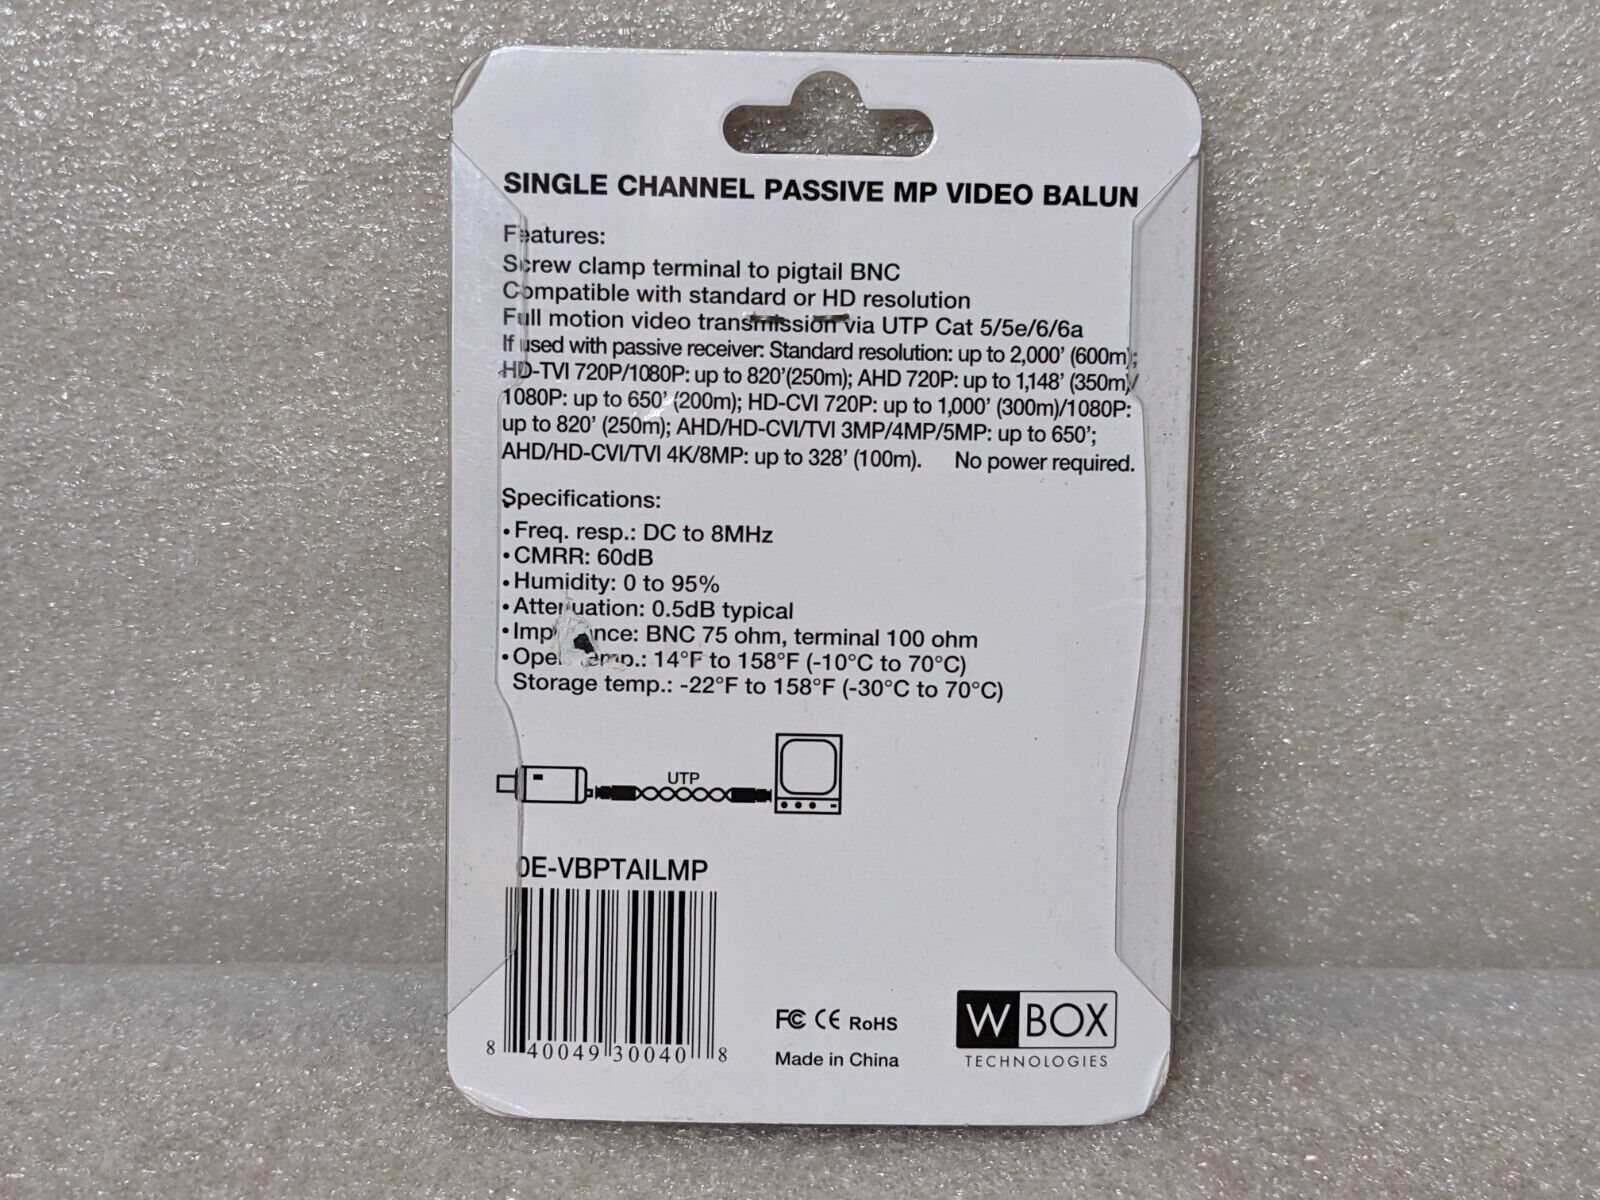 SINGLE CHANNEL PASSIVE MP VIDEO BALUN
Features:
Screw clamp terminal to pigtail BNC
Compatible with standard or HD resolution
Full motion video transmission via UTP Cat 5/5e/6/6a
If used with passive receiver: Standard resolution: up to 2,000' (600m);
HD-TVI 720P/1080P: up to 820'(250m); AHD 720P: up to 1,148' (350m)/
1080P: up to 650' (200m); HD-CVI 720P: up to 1,000' (300m)/1080P:
up to 820' (250m); AHD/HD-CVI/TVI 3MP/4MP/5MP: up to 650';
AHD/HD-CVI/TVI 4K/8MP: up to 328' (100m). No power required.
Specifications:
• Freq. resp.: DC to 8MHz
• CMRR: 60dB
• Humidity: 0 to 95%
• Attenuation: 0.5dB typical
• BNC 75 ohm, terminal 100 ohm
• temp.: 14°F to 158°F (-10°C to 70°C)
Storage temp.: -22°F to 158°F (-30°C to 70°C)
UTP
0E-VBPTAILMP
8 40049 30040 8
FC CE RoHS
Made in China
W BOX
TECHNOLOGIES